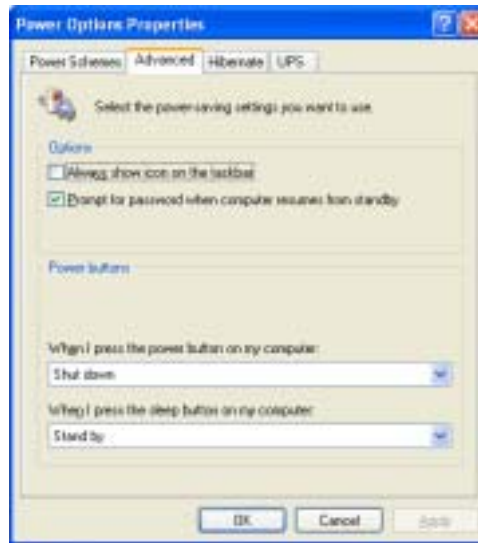 Power Options Properties
Power Schemes Advanced Hibernate UPS
Select the power-saving settings you want to use.
Options
Always show icon on the taskbar
Prompt for password when computer resumes from standby
Power buttons
When I press the power button on my computer:
Shut down
When I press the sleep button on my computer:
Stand by
OK Cancel Apply